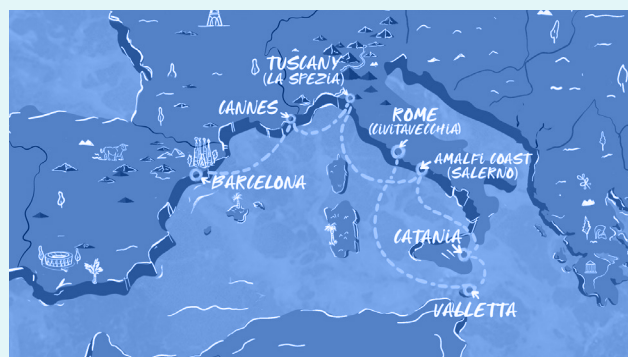 TUSCANY
(LA SPEZIA)
CANNES
ROME
(CIVITAVECCHIA)
AMALFI COAST
(SALERNO)
BARCELONA
CATANIA
VALLETTA